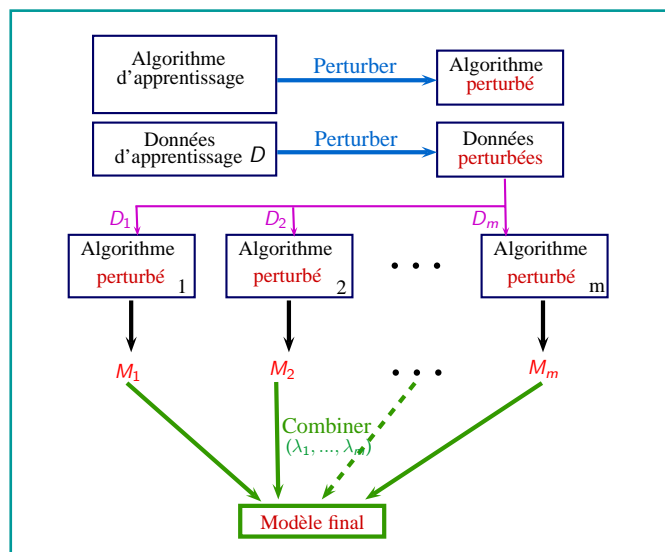 Algorithme
d'apprentissage
Perturber
Algorithme
perturbé
Données
d'apprentissage D
Perturber
Données
perturbées
D₁ D₂ Dₘ
Algorithme
perturbé 1
Algorithme
perturbé 2
• • •
Algorithme
perturbé m
M₁ M₂ • • • Mₘ
Combiner
(λ₁, ..., λₘ)
Modèle final